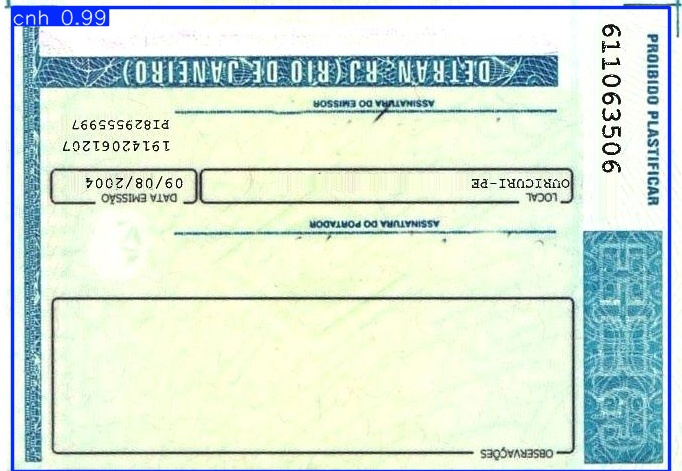 cnh 0.99
OBSERVAÇÕES
ASSINATURA DO PORTADOR
LOCAL
OURICURI-PE
DATA EMISSÃO
09/08/2004
19142061207
PI829555997
ASSINATURA DO EMISSOR
DETRAN, RJ(RIO DE JANEIRO)
611063506
PROIBIDO PLASTIFICAR